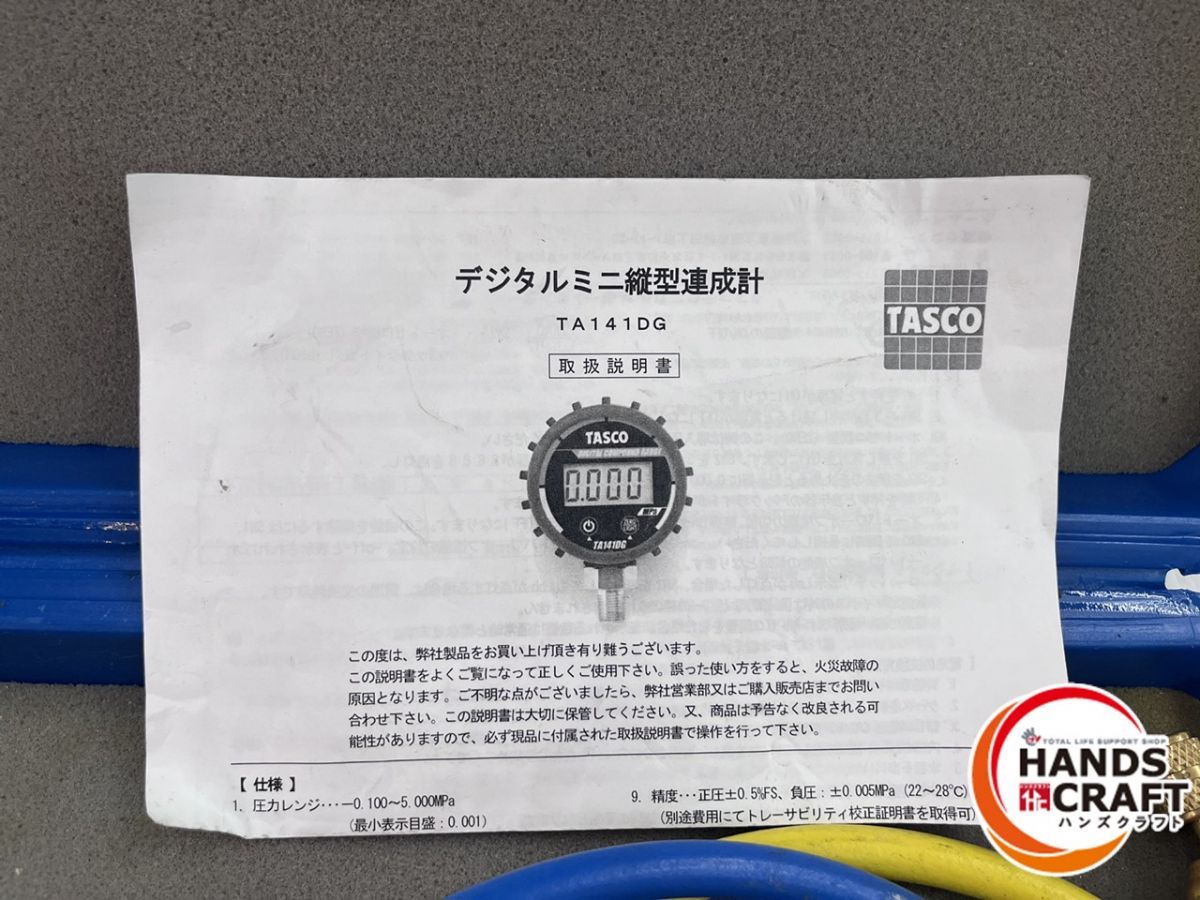 デジタルミニ縦型連成計
TA141DG
TASCO
取扱説明書
TASCO
DIGITAL COMPOUND GAUGE
0.000
MPa
TA141DG
この度は、弊社製品をお買い上げ頂き有り難うございます。
この説明書をよくご覧になって正しくご使用下さい。誤った使い方をすると、火災故障の
原因となります。ご不明な点がございましたら、弊社営業部又はご購入販売店までお問い
合わせ下さい。この説明書は大切に保管してください。又、商品は予告なく改良される可
能性がありますので、必ず現品に付属された取扱説明書で操作を行って下さい。
【 仕様 】
1. 圧力レンジ・・・－0.100～5.000MPa
(最小表示目盛：0.001)
9. 精度・・・正圧±0.5%FS、負圧：±0.005MPa (22～28℃)
(別途費用にてトレーサビリティ校正証明書を取得可)
TOTAL LIFE SUPPORT SHOP
HANDS
CRAFT
ハンズクラフト